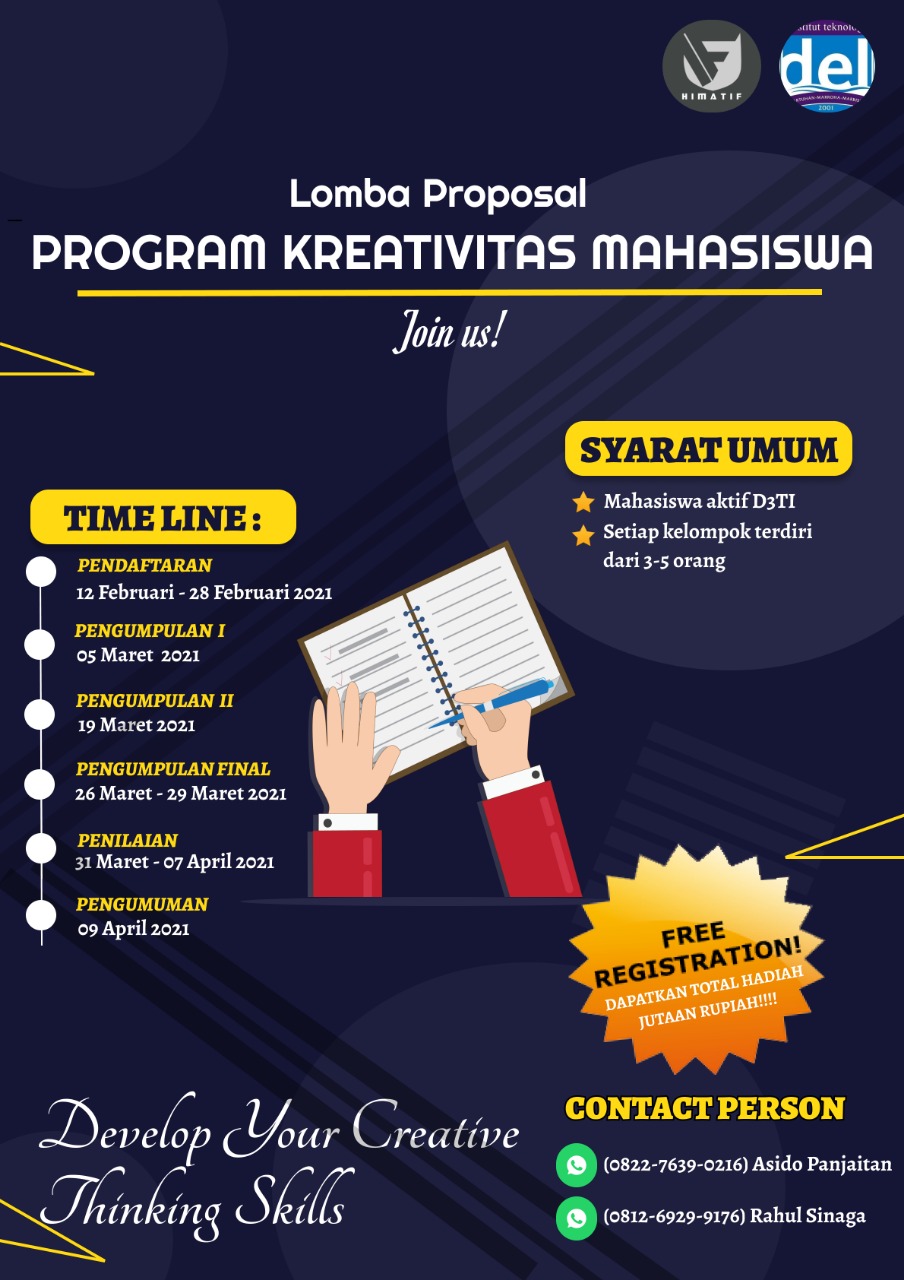 HIMATIF
del
2001
Lomba Proposal
PROGRAM KREATIVITAS MAHASISWA
Join us!
SYARAT UMUM
Mahasiswa aktif D3TI
Setiap kelompok terdiri
dari 3-5 orang
TIME LINE :
PENDAFTARAN
12 Februari - 28 Februari 2021
PENGUMPULAN I
05 Maret 2021
PENGUMPULAN II
19 Maret 2021
PENGUMPULAN FINAL
26 Maret - 29 Maret 2021
PENILAIAN
31 Maret - 07 April 2021
PENGUMUMAN
09 April 2021
FREE
REGISTRATION!
DAPATKAN TOTAL HADIAH
JUTAAN RUPIAH!!!!
Develop Your Creative
Thinking Skills
CONTACT PERSON
(0822-7639-0216) Asido Panjaitan
(0812-6929-9176) Rahul Sinaga